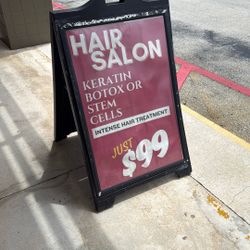 HAIR
SALON
KERATIN
BOTOX OR
STEM
CELLS
INTENSE HAIR TREATMENT
JUST
$99